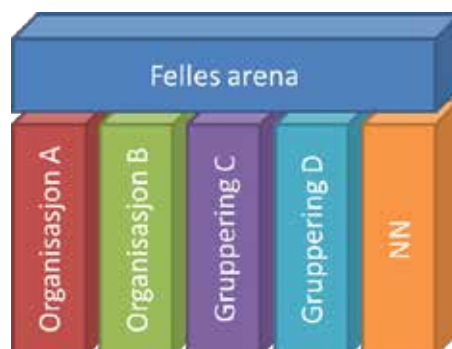 Felles arena
Organisasjon A
Organisasjon B
Gruppering C
Gruppering D
NN